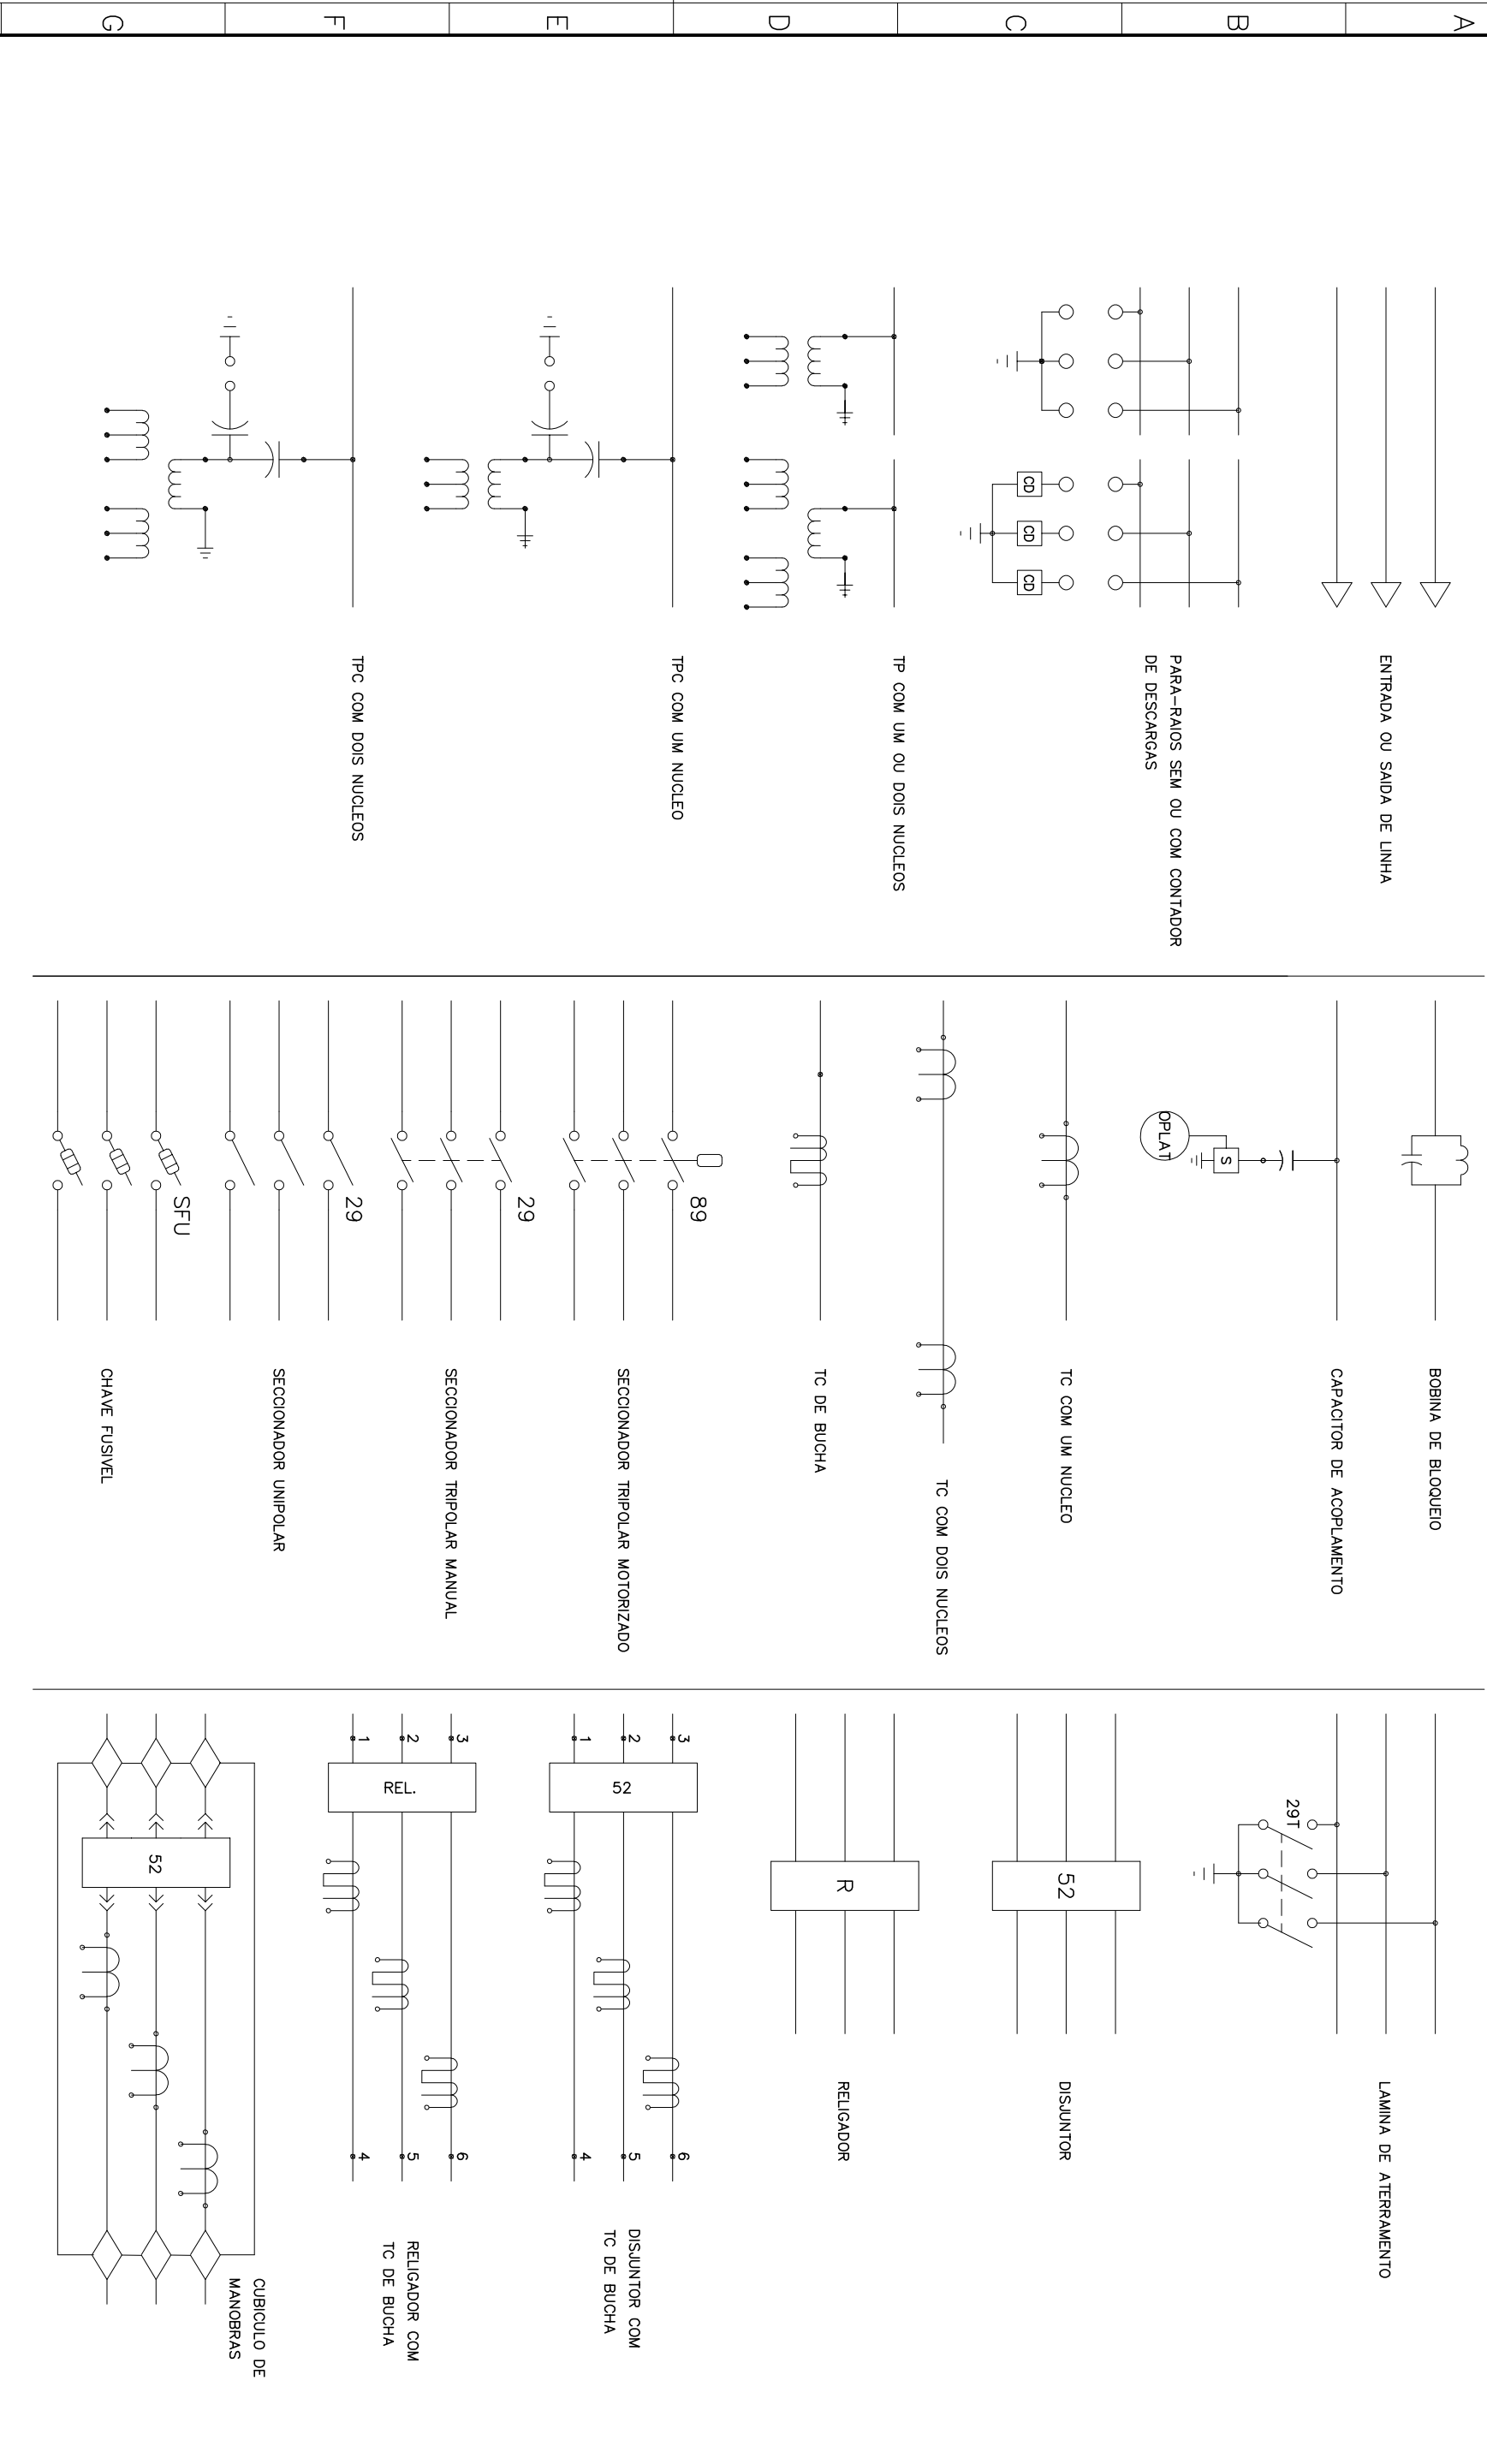 A
B
C
D
E
F
G
ENTRADA OU SAIDA DE LINHA
CD
CD
CD
PARA-RAIOS SEM OU COM CONTADOR
DE DESCARGAS
TP COM UM OU DOIS NUCLEOS
TPC COM UM NUCLEO
TPC COM DOIS NUCLEOS
BOBINA DE BLOQUEIO
OPLAT
S
CAPACITOR DE ACOPLAMENTO
TC COM UM NUCLEO
TC COM DOIS NUCLEOS
TC DE BUCHA
89
SECCIONADOR TRIPOLAR MOTORIZADO
29
SECCIONADOR TRIPOLAR MANUAL
29
SECCIONADOR UNIPOLAR
SFU
CHAVE FUSIVEL
29T
LAMINA DE ATERRAMENTO
52
DISJUNTOR
R
RELIGADOR
3
2
1
52
6
5
4
DISJUNTOR COM
TC DE BUCHA
3
2
1
REL.
6
5
4
RELIGADOR COM
TC DE BUCHA
52
CUBICULO DE
MANOBRAS